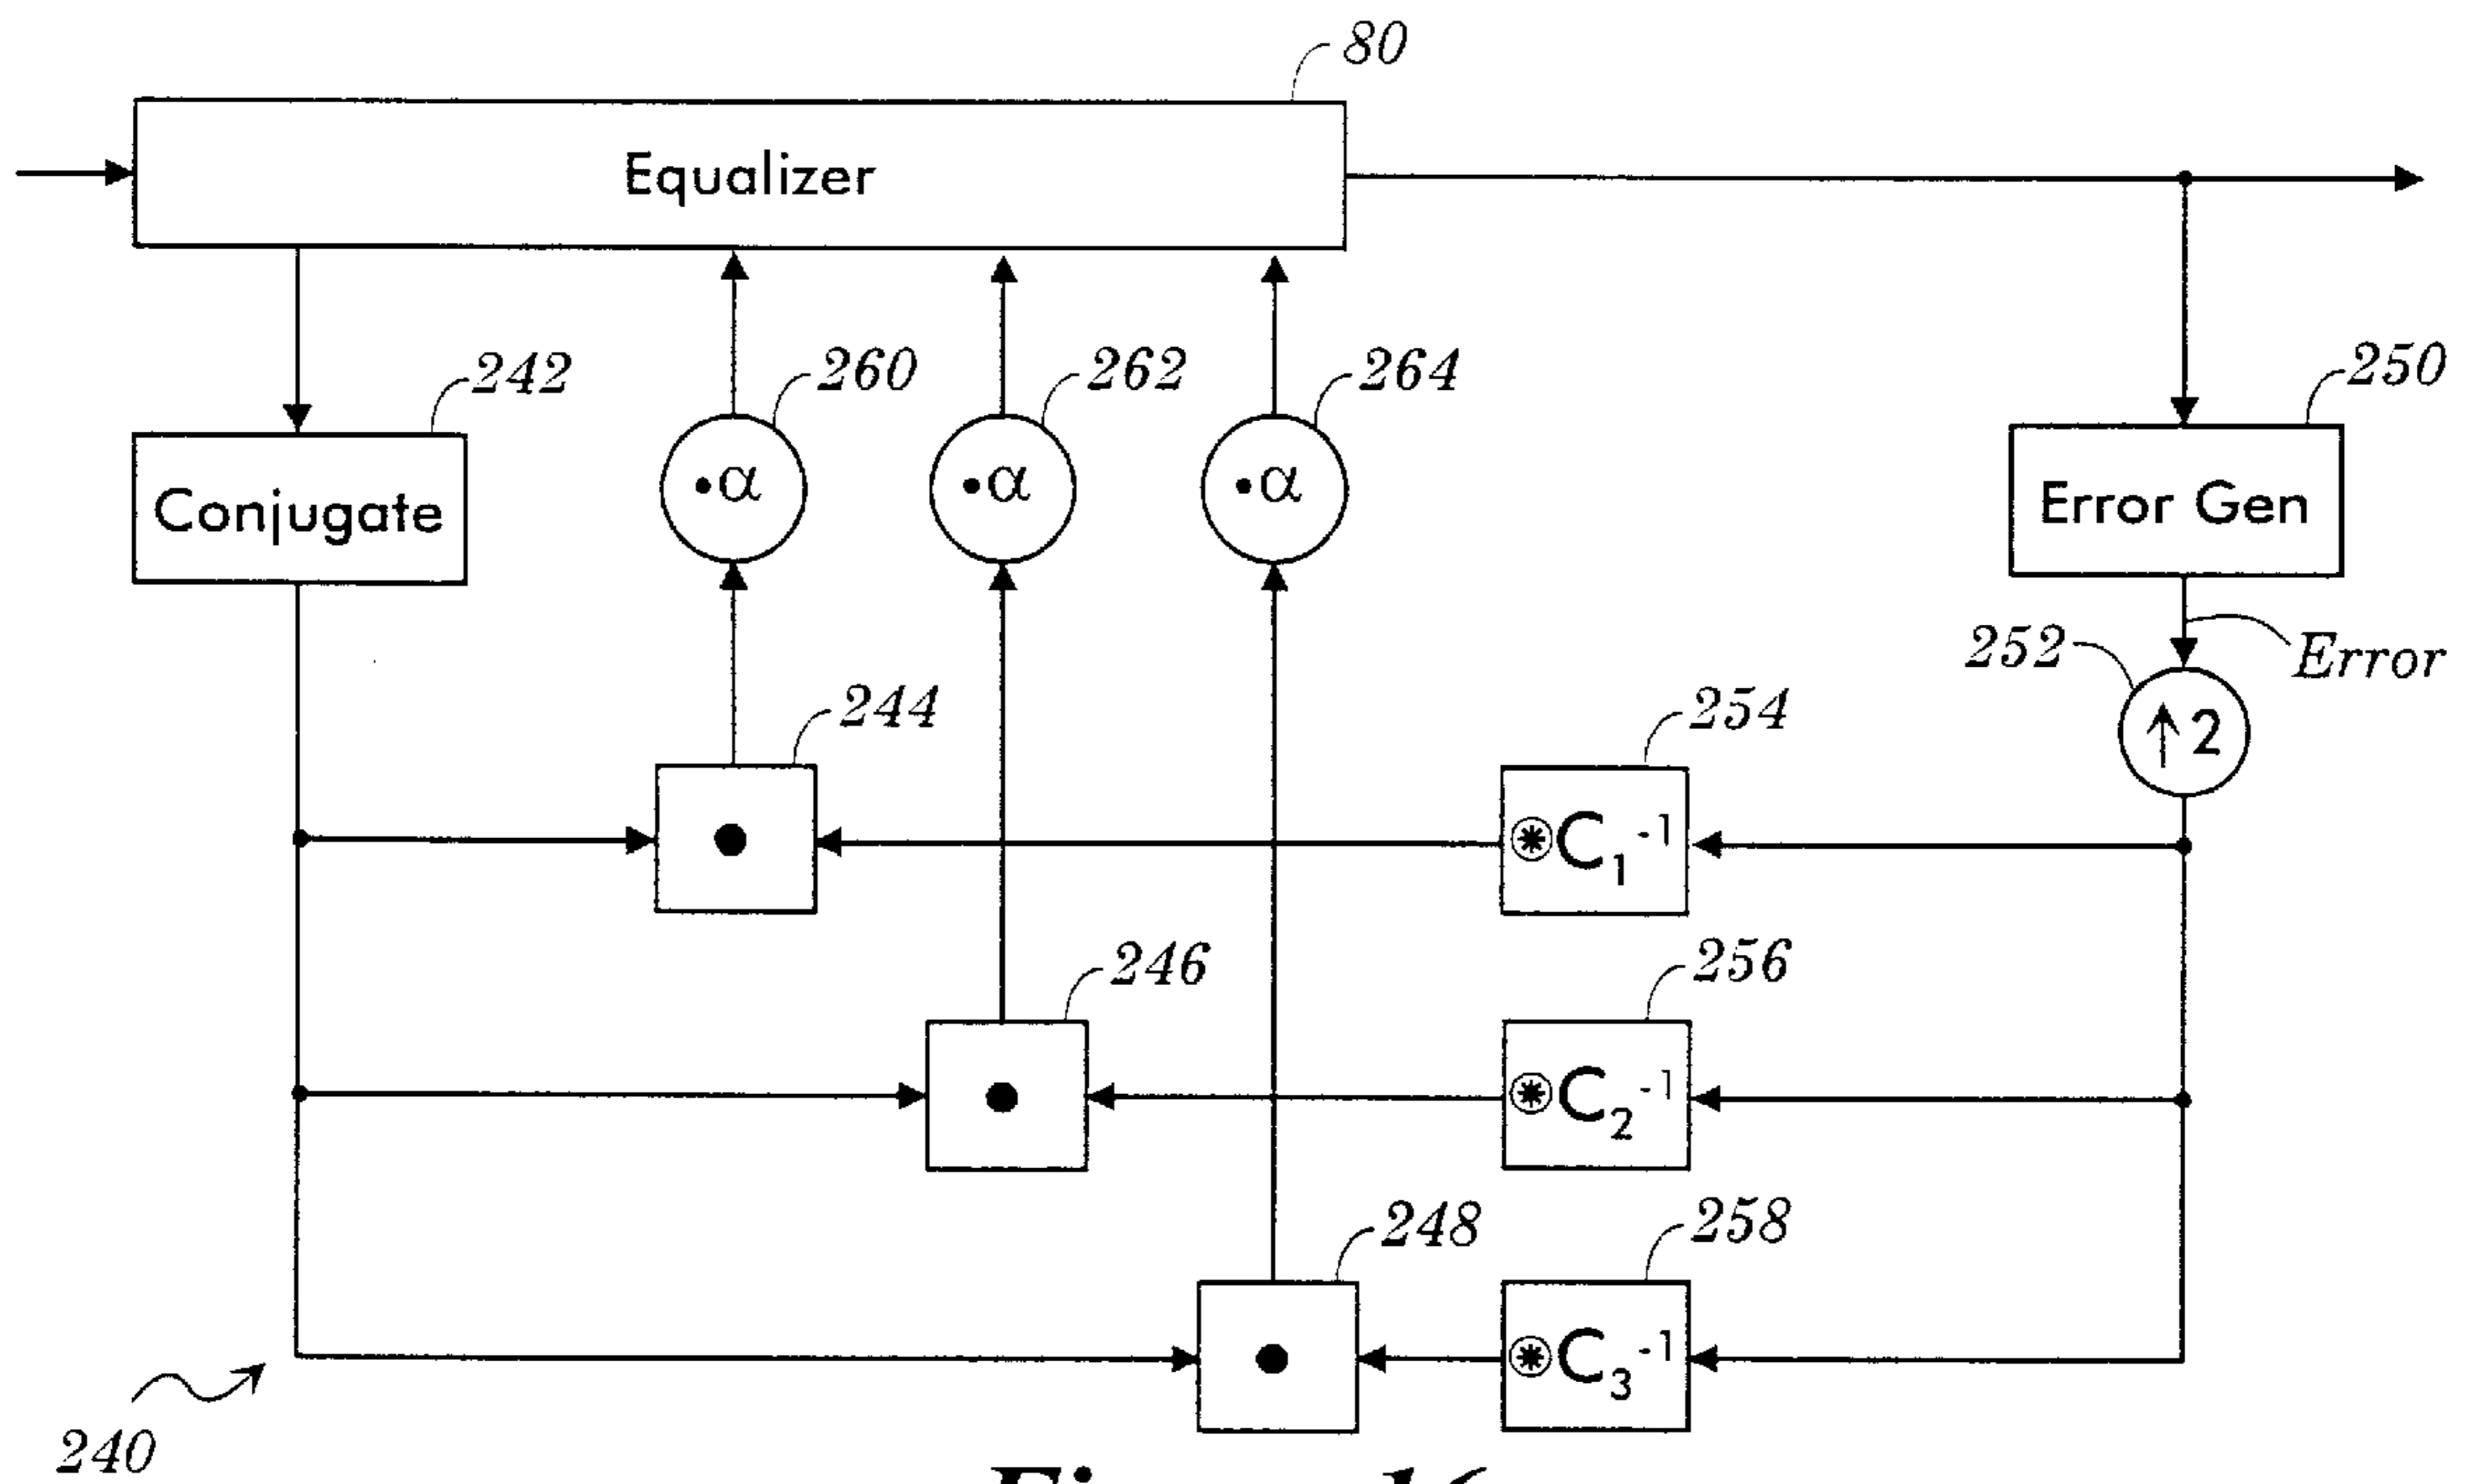 80
Equalizer
242
260
262
264
250
Conjugate
•α
•α
•α
Error Gen
252
Error
↑2
244
254
⊛C₁⁻¹
246
256
⊛C₂⁻¹
248
258
⊛C₃⁻¹
240